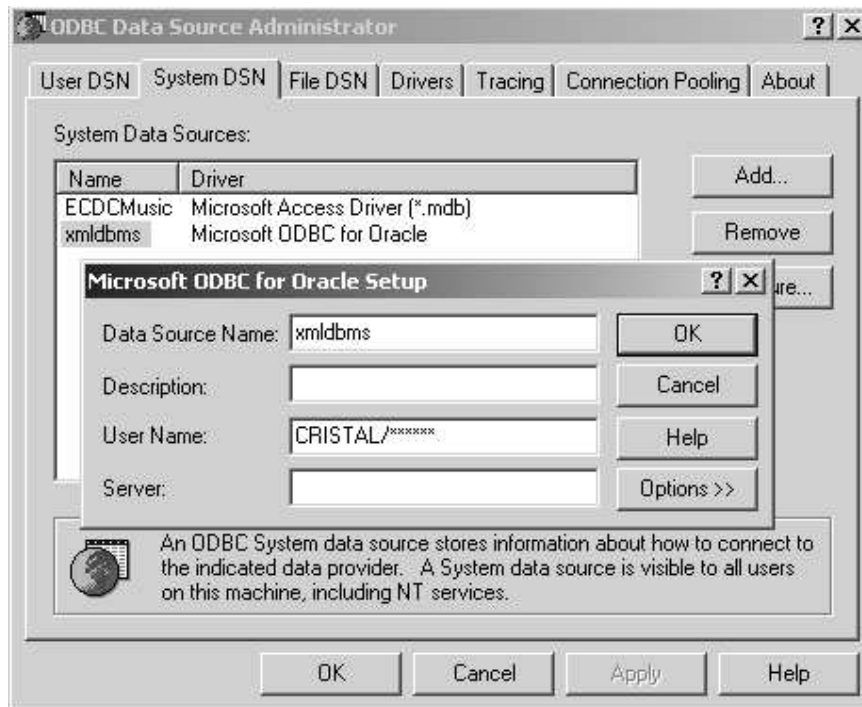 ODBC Data Source Administrator
User DSN System DSN File DSN Drivers Tracing Connection Pooling About
System Data Sources:
Name Driver
ECDCMusic Microsoft Access Driver (*.mdb)
xmldbms Microsoft ODBC for Oracle
Add...
Remove
ure...
Microsoft ODBC for Oracle Setup
Data Source Name: xmldbms
Description:
User Name: CRISTAL/******
Server:
OK
Cancel
Help
Options >>
An ODBC System data source stores information about how to connect to
the indicated data provider. A System data source is visible to all users
on this machine, including NT services.
OK Cancel Apply Help